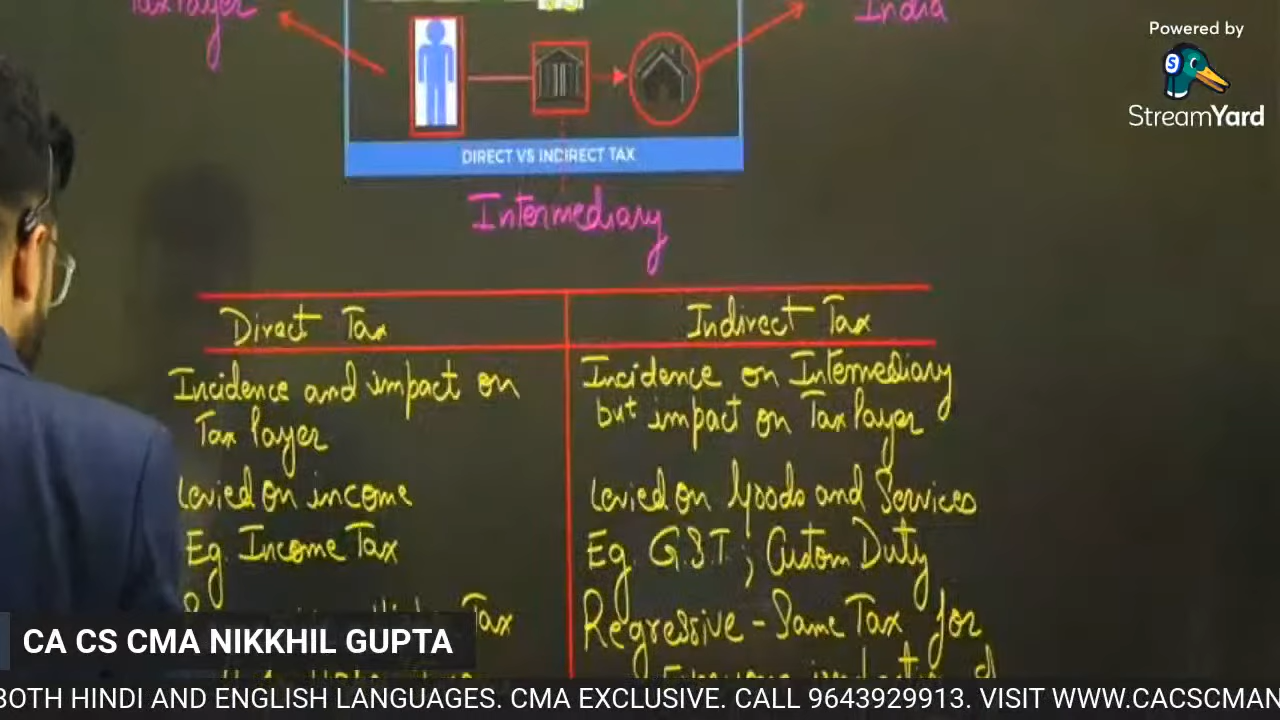 Tax Payer
India
Powered by
StreamYard
DIRECT VS INDIRECT TAX
Intermediary
Direct Tax
Indirect Tax
Incidence and impact on
Tax Payer
Incidence on Intermediary
but impact on Tax Payer
Levied on income
Levied on Goods and Services
Eg. Income Tax
Eg. G.S.T. ; Custom Duty
Tax
Regressive - Same Tax for
CA CS CMA NIKKHIL GUPTA
BOTH HINDI AND ENGLISH LANGUAGES. CMA EXCLUSIVE. CALL 9643929913. VISIT WWW.CACSCMAN